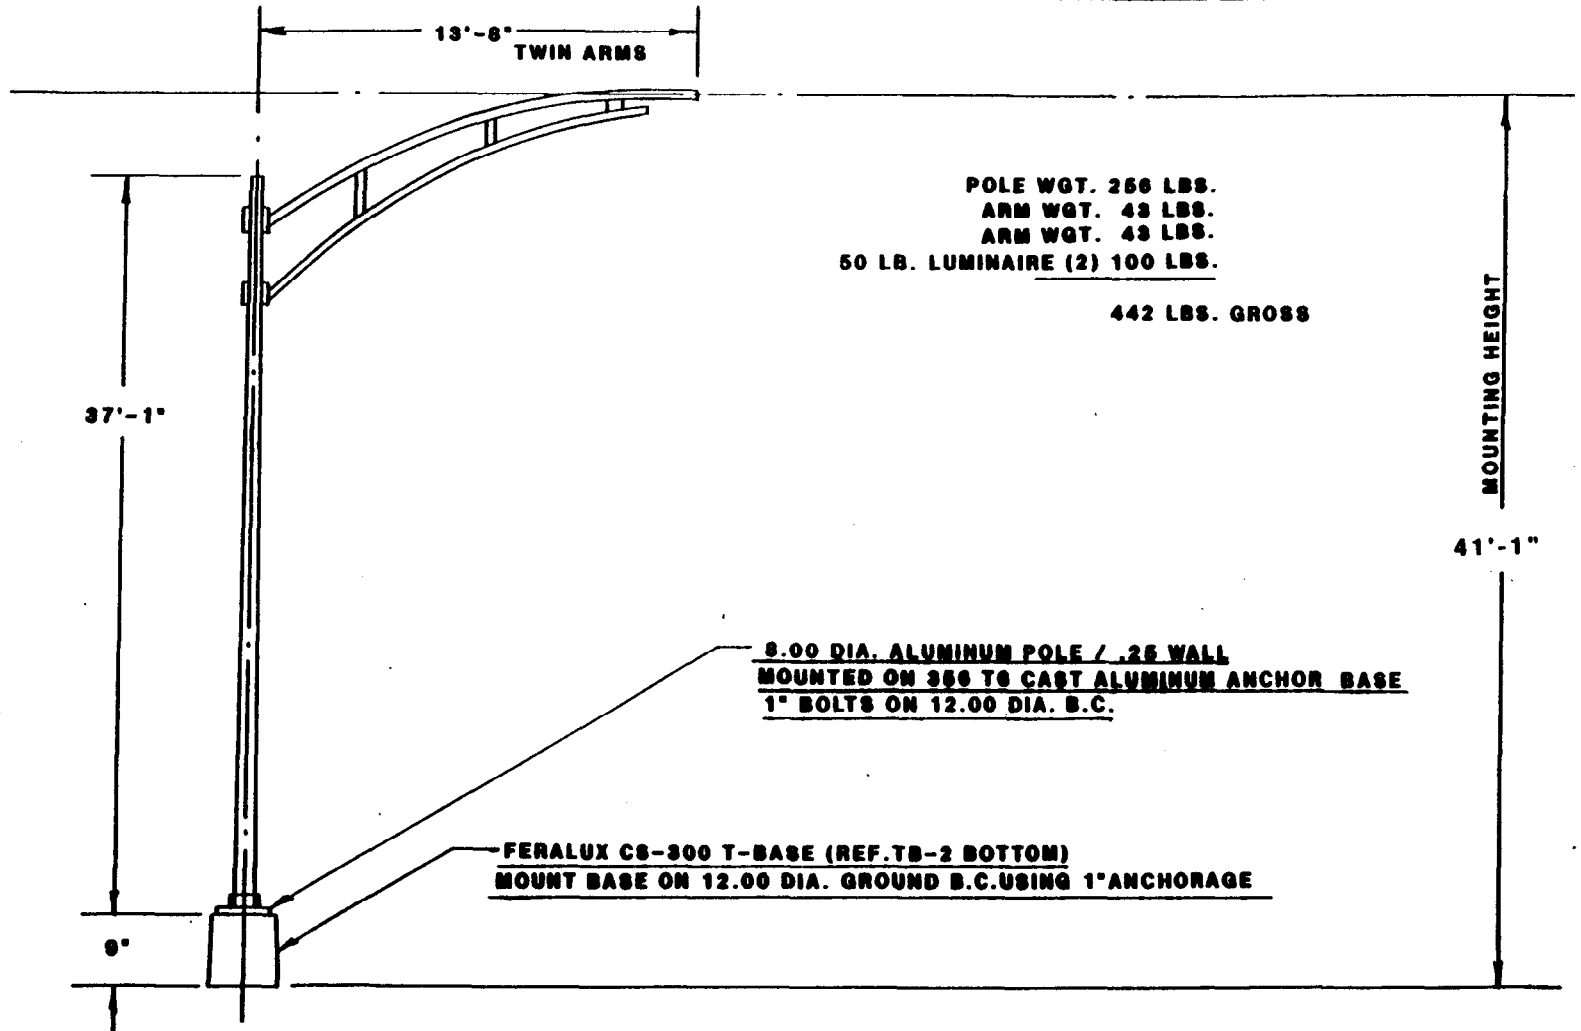 13'-8"
TWIN ARMS
POLE WGT. 256 LBS.
ARM WGT. 43 LBS.
ARM WGT. 43 LBS.
50 LB. LUMINAIRE (2) 100 LBS.
442 LBS. GROSS
MOUNTING HEIGHT
37'-1"
41'-1"
8.00 DIA. ALUMINUM POLE / .25 WALL
MOUNTED ON 356 T6 CAST ALUMINUM ANCHOR BASE
1" BOLTS ON 12.00 DIA. B.C.
FERALUX CS-300 T-BASE (REF.TB-2 BOTTOM)
MOUNT BASE ON 12.00 DIA. GROUND B.C.USING 1"ANCHORAGE
9"